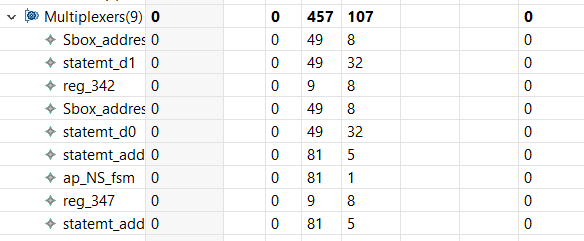 Multiplexers(9) 0 0 457 107 0
Sbox_addres 0 0 49 8 0
statemt_d1 0 0 49 32 0
reg_342 0 0 9 8 0
Sbox_addres 0 0 49 8 0
statemt_d0 0 0 49 32 0
statemt_add 0 0 81 5 0
ap_NS_fsm 0 0 81 1 0
reg_347 0 0 9 8 0
statemt_add 0 0 81 5 0